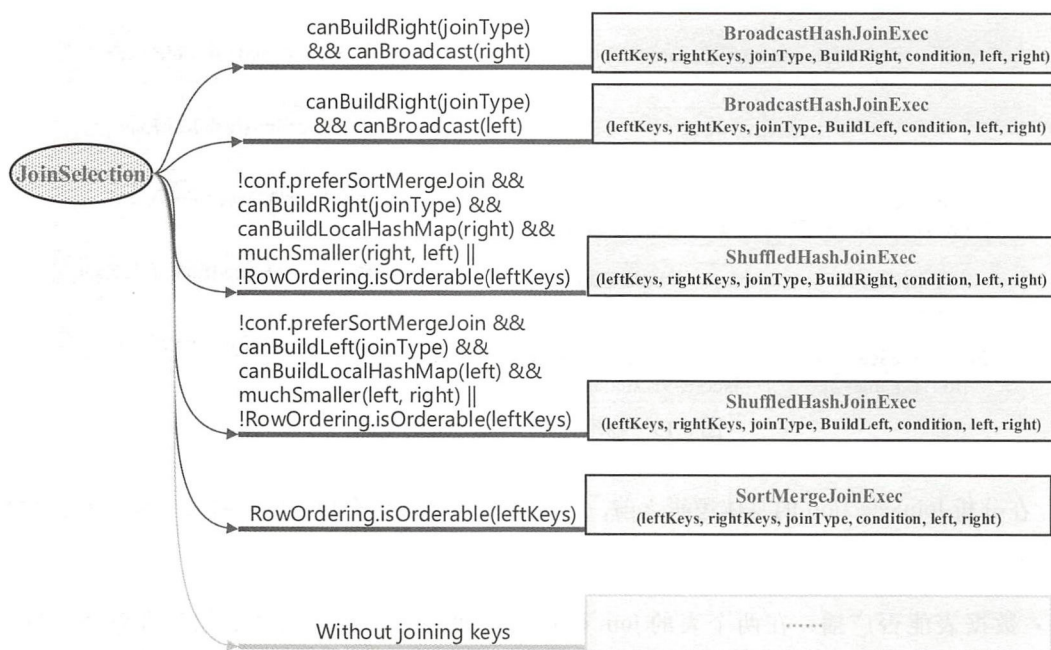 canBuildRight(joinType)
&& canBroadcast(right)
BroadcastHashJoinExec
(leftKeys, rightKeys, joinType, BuildRight, condition, left, right)
canBuildRight(joinType)
&& canBroadcast(left)
BroadcastHashJoinExec
(leftKeys, rightKeys, joinType, BuildLeft, condition, left, right)
JoinSelection
!conf.preferSortMergeJoin &&
canBuildRight(joinType) &&
canBuildLocalHashMap(right) &&
muchSmaller(right, left) ||
!RowOrdering.isOrderable(leftKeys)
ShuffledHashJoinExec
(leftKeys, rightKeys, joinType, BuildRight, condition, left, right)
!conf.preferSortMergeJoin &&
canBuildLeft(joinType) &&
canBuildLocalHashMap(left) &&
muchSmaller(left, right) ||
!RowOrdering.isOrderable(leftKeys)
ShuffledHashJoinExec
(leftKeys, rightKeys, joinType, BuildLeft, condition, left, right)
RowOrdering.isOrderable(leftKeys)
SortMergeJoinExec
(leftKeys, rightKeys, joinType, condition, left, right)
Without joining keys
......